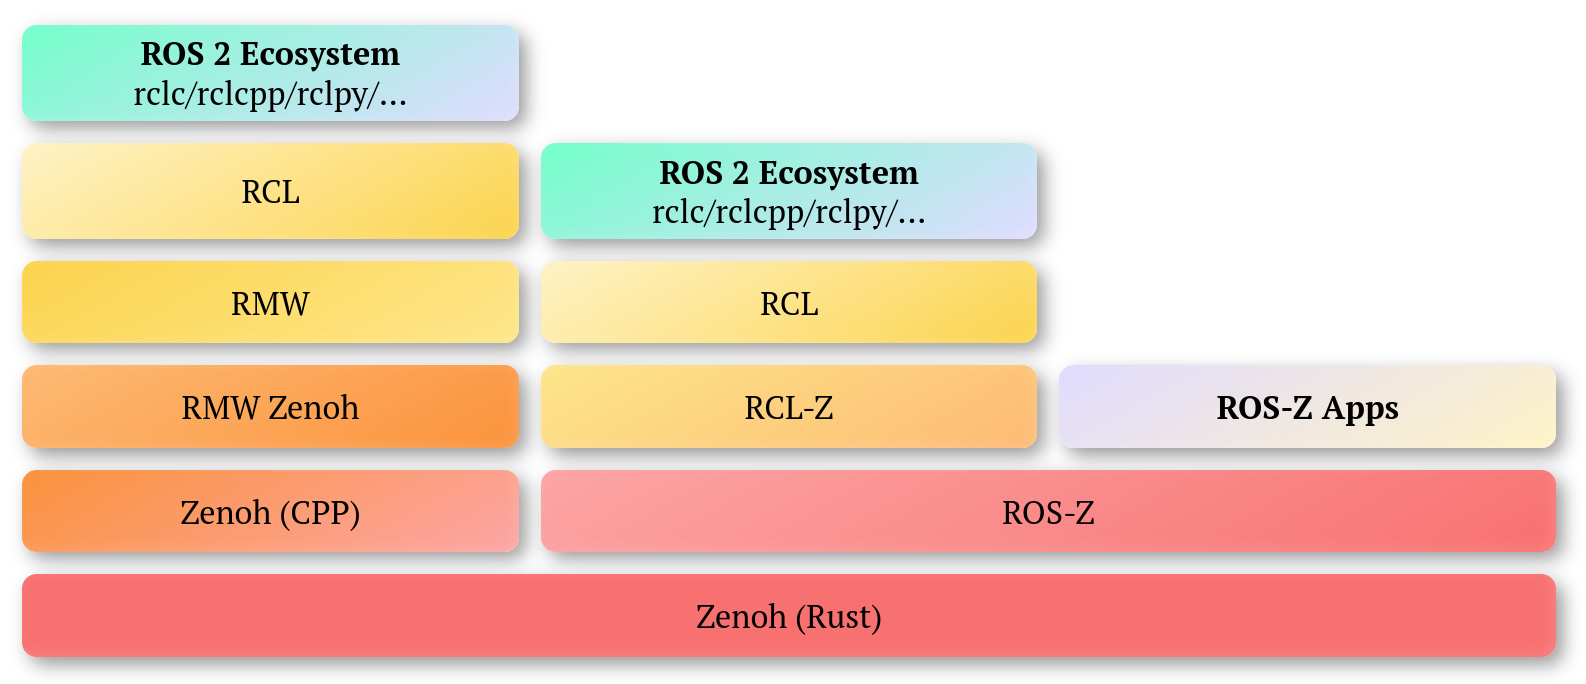 ROS 2 Ecosystem
rclc/rclcpp/rclpy/...
RCL
ROS 2 Ecosystem
rclc/rclcpp/rclpy/...
RMW
RCL
RMW Zenoh
RCL-Z
ROS-Z Apps
Zenoh (CPP)
ROS-Z
Zenoh (Rust)